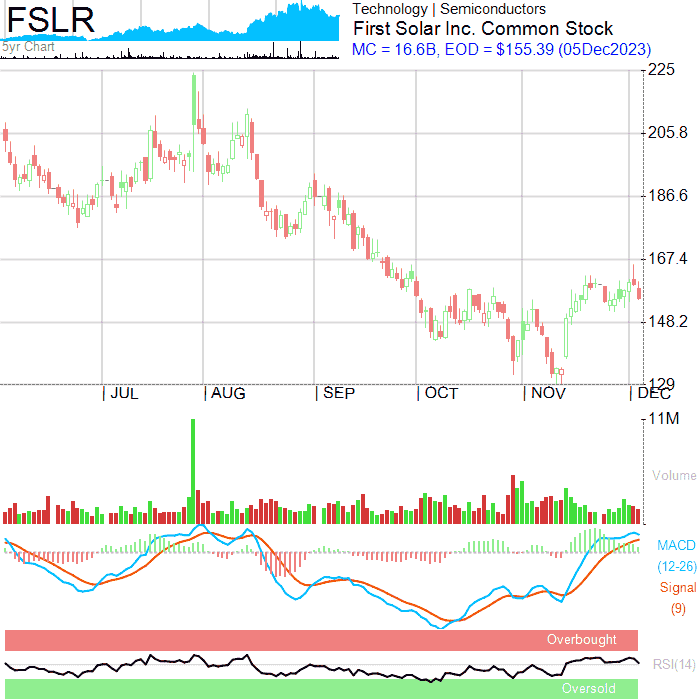 FSLR
5yr Chart
Technology | Semiconductors
First Solar Inc. Common Stock
MC = 16.6B, EOD = $155.39 (05Dec2023)
225
205.8
186.6
167.4
148.2
129
| JUL | AUG | SEP | OCT | NOV | DEC
11M
Volume
MACD
(12-26)
Signal
(9)
Overbought
RSI(14)
Oversold